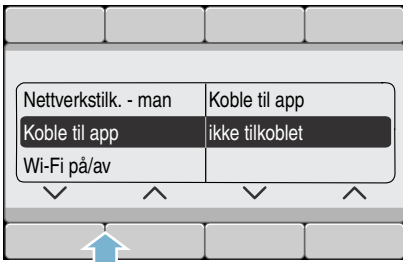 Nettverkstilk. - man Koble til app
Koble til app ikke tilkoblet
Wi-Fi på/av